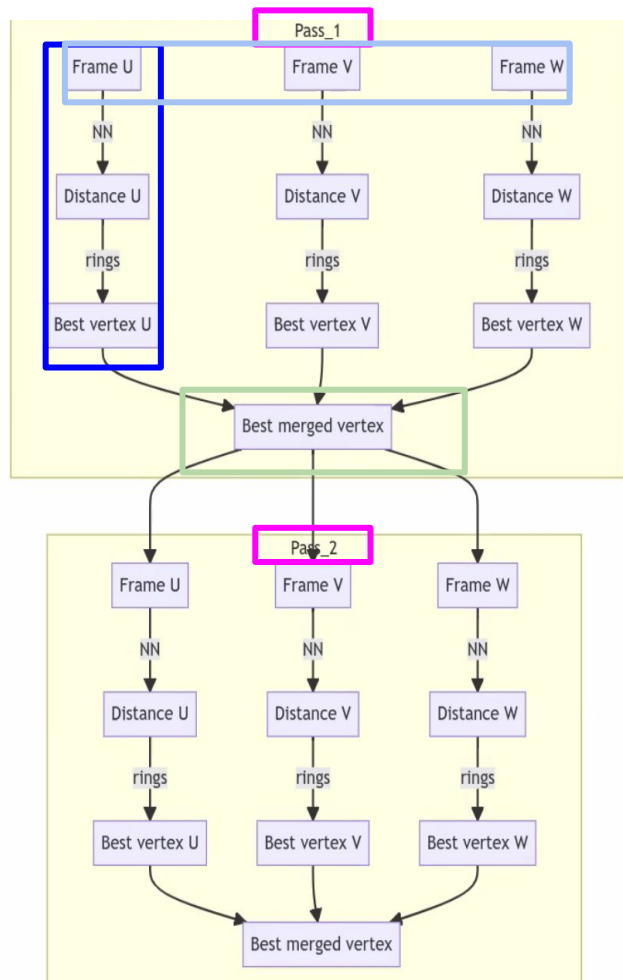 Pass_1
Frame U Frame V Frame W
NN NN NN
Distance U Distance V Distance W
rings rings rings
Best vertex U Best vertex V Best vertex W
Best merged vertex
Pass_2
Frame U Frame V Frame W
NN NN NN
Distance U Distance V Distance W
rings rings rings
Best vertex U Best vertex V Best vertex W
Best merged vertex